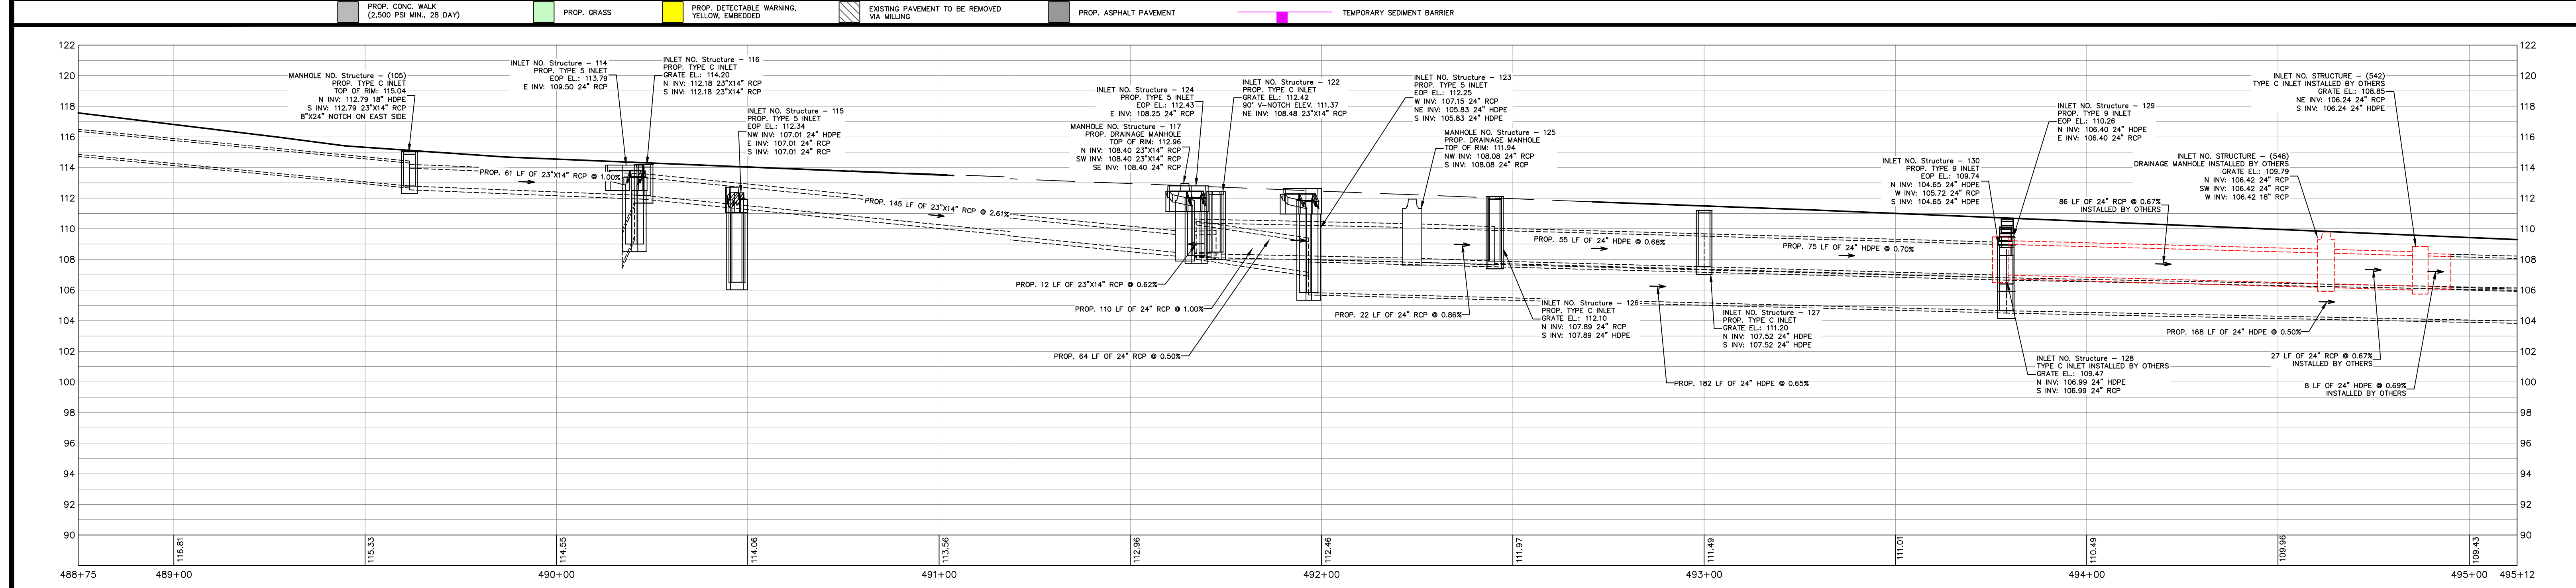 PROP. CONC. WALK
(2,500 PSI MIN., 28 DAY)
PROP. GRASS
PROP. DETECTABLE WARNING,
YELLOW, EMBEDDED
EXISTING PAVEMENT TO BE REMOVED
VIA MILLING
PROP. ASPHALT PAVEMENT
TEMPORARY SEDIMENT BARRIER
122
120
118
116
114
112
110
108
106
104
102
100
98
96
94
92
90
MANHOLE NO. Structure - (105)
PROP. TYPE C INLET
TOP OF RIM: 115.04
N INV: 112.79 18" HDPE
S INV: 112.79 23"X14" RCP
8"X24" NOTCH ON EAST SIDE
INLET NO. Structure - 114
PROP. TYPE 5 INLET
EOP EL.: 113.79
E INV: 109.50 24" RCP
INLET NO. Structure - 116
PROP. TYPE C INLET
GRATE EL.: 114.20
N INV: 112.18 23"X14" RCP
S INV: 112.18 23"X14" RCP
INLET NO. Structure - 115
PROP. TYPE 5 INLET
EOP EL.: 112.34
NW INV: 107.01 24" HDPE
E INV: 107.01 24" RCP
S INV: 107.01 24" RCP
PROP. 61 LF OF 23"X14" RCP @ 1.00%
PROP. 145 LF OF 23"X14" RCP @ 2.61%
INLET NO. Structure - 124
PROP. TYPE 5 INLET
EOP EL.: 112.43
E INV: 108.25 24" RCP
MANHOLE NO. Structure - 117
PROP. DRAINAGE MANHOLE
TOP OF RIM: 112.96
N INV: 108.40 23"X14" RCP
SW INV: 108.40 23"X14" RCP
SE INV: 108.40 24" RCP
INLET NO. Structure - 122
PROP. TYPE C INLET
GRATE EL.: 112.42
90° V-NOTCH ELEV. 111.37
NE INV: 108.48 23"X14" RCP
INLET NO. Structure - 123
PROP. TYPE 5 INLET
EOP EL.: 112.25
W INV: 107.15 24" RCP
NE INV: 105.83 24" HDPE
S INV: 105.83 24" HDPE
MANHOLE NO. Structure - 125
PROP. DRAINAGE MANHOLE
TOP OF RIM: 111.94
NW INV: 108.08 24" RCP
S INV: 108.08 24" RCP
PROP. 12 LF OF 23"X14" RCP @ 0.62%
PROP. 110 LF OF 24" RCP @ 1.00%
PROP. 64 LF OF 24" RCP @ 0.50%
PROP. 22 LF OF 24" RCP @ 0.86%
PROP. 55 LF OF 24" HDPE @ 0.68%
INLET NO. Structure - 126
PROP. TYPE C INLET
GRATE EL.: 112.10
N INV: 107.89 24" RCP
S INV: 107.89 24" HDPE
PROP. 182 LF OF 24" HDPE @ 0.65%
INLET NO. Structure - 127
PROP. TYPE C INLET
GRATE EL.: 111.20
N INV: 107.52 24" HDPE
S INV: 107.52 24" HDPE
PROP. 75 LF OF 24" HDPE @ 0.70%
INLET NO. Structure - 130
PROP. TYPE 9 INLET
EOP EL.: 109.74
N INV: 104.65 24" HDPE
W INV: 105.72 24" RCP
S INV: 104.65 24" HDPE
INLET NO. Structure - 129
PROP. TYPE 9 INLET
EOP EL.: 110.26
N INV: 106.40 24" HDPE
E INV: 106.40 24" RCP
INLET NO. Structure - 128
TYPE C INLET INSTALLED BY OTHERS
GRATE EL.: 109.47
N INV: 106.99 24" HDPE
S INV: 106.99 24" RCP
86 LF OF 24" RCP @ 0.67%
INSTALLED BY OTHERS
INLET NO. STRUCTURE - (548)
DRAINAGE MANHOLE INSTALLED BY OTHERS
GRATE EL.: 109.79
N INV: 106.42 24" RCP
SW INV: 106.42 24" RCP
W INV: 106.42 18" RCP
INLET NO. STRUCTURE - (542)
TYPE C INLET INSTALLED BY OTHERS
GRATE EL.: 108.85
NE INV: 106.24 24" RCP
S INV: 106.24 24" HDPE
PROP. 168 LF OF 24" HDPE @ 0.50%
27 LF OF 24" RCP @ 0.67%
INSTALLED BY OTHERS
8 LF OF 24" HDPE @ 0.69%
INSTALLED BY OTHERS
122
120
118
116
114
112
110
108
106
104
102
100
98
96
94
92
90
116.81
115.33
114.55
114.06
113.56
112.96
112.46
111.97
111.49
111.01
110.49
109.96
109.43
488+75
489+00
490+00
491+00
492+00
493+00
494+00
495+00
495+12